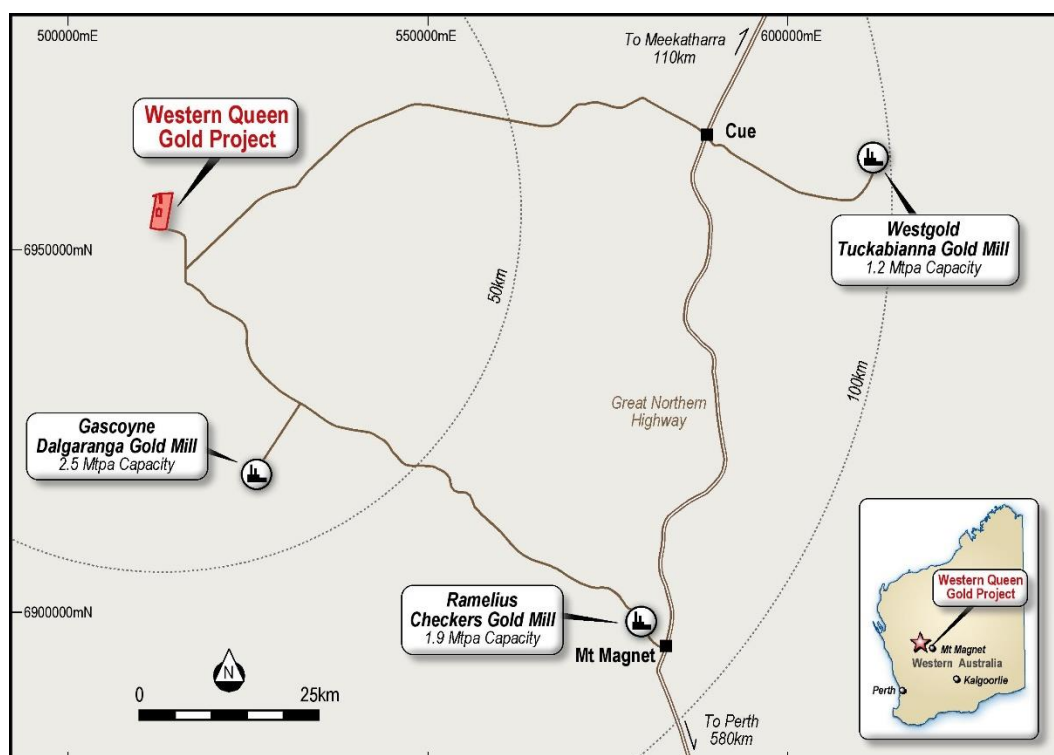 500000mE
550000mE
600000mE
To Meekatharra
110km
Western Queen
Gold Project
Cue
Westgold
Tuckabianna Gold Mill
1.2 Mtpa Capacity
6950000mN
50km
100km
Great Northern
Highway
Gascoyne
Dalgaranga Gold Mill
2.5 Mtpa Capacity
6900000mN
Ramelius
Checkers Gold Mill
1.9 Mtpa Capacity
Mt Magnet
N
0
25km
To Perth
580km
Western Queen
Gold Project
Mt Magnet
Western Australia
Kalgoorlie
Perth